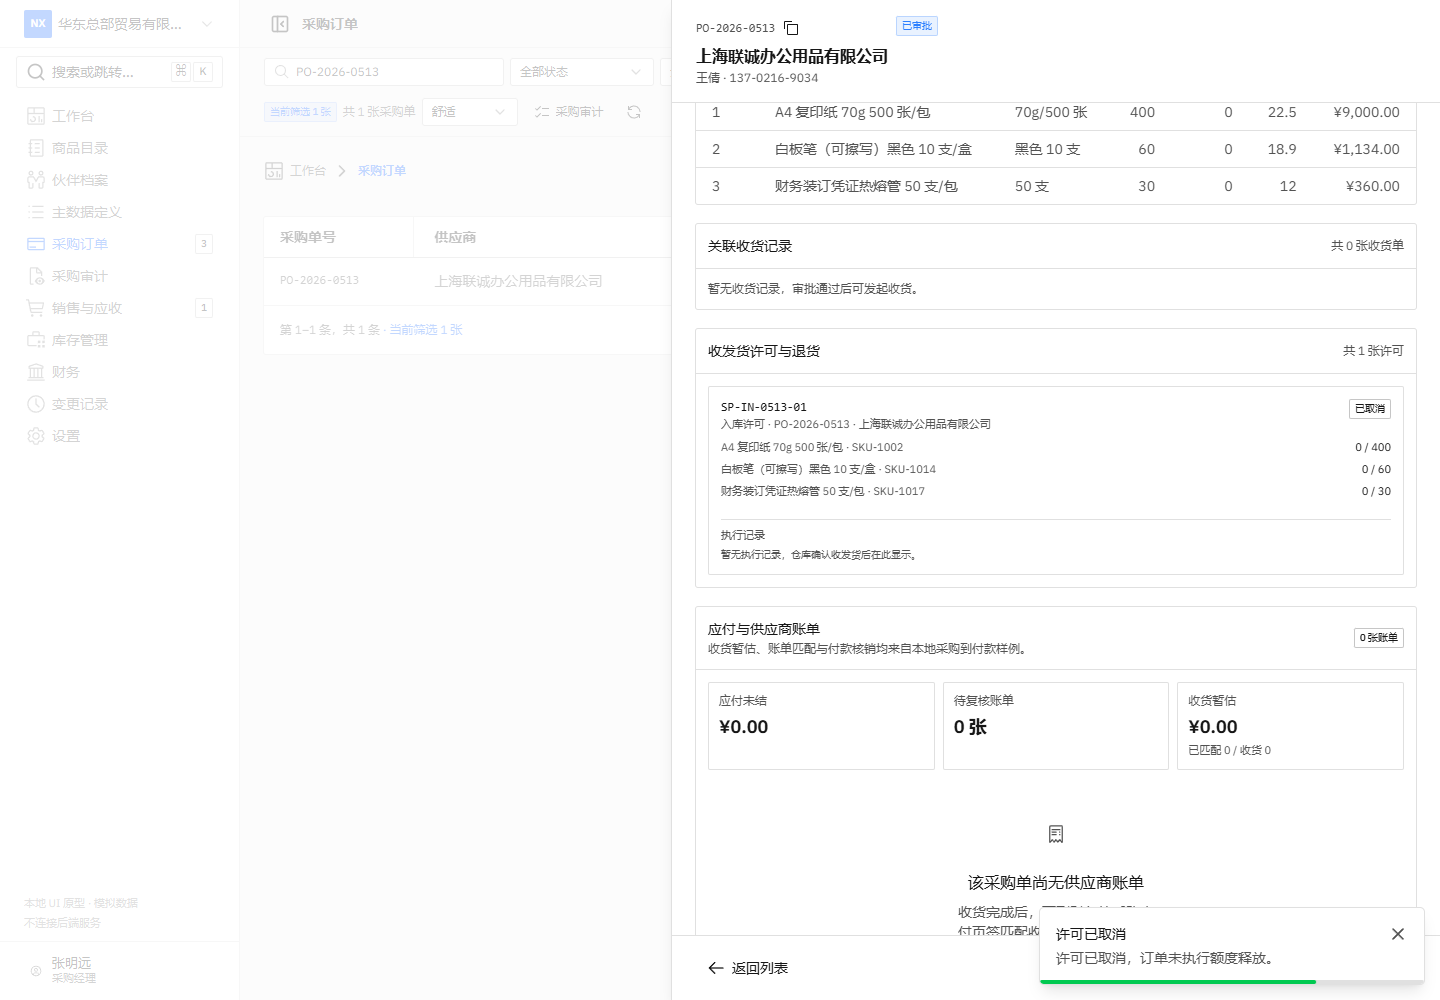 NX 华东总部贸易有限...
搜索或跳转... ⌘ K
工作台
商品目录
伙伴档案
主数据定义
采购订单 3
采购审计
销售与应收 1
库存管理
财务
变更记录
设置
本地 UI 原型 · 模拟数据
不连接后端服务
张明远
采购经理
采购订单
PO-2026-0513 全部状态
当前筛选 1 张 共 1 张采购单 舒适 采购审计
工作台 采购订单
采购单号 供应商
PO-2026-0513 上海联诚办公用品有限公司
第 1–1 条，共 1 条 · 当前筛选 1 张
PO-2026-0513 已审批
上海联诚办公用品有限公司
王倩 · 137-0216-9034
1 A4 复印纸 70g 500 张/包 70g/500 张 400 0 22.5 ¥9,000.00
2 白板笔（可擦写）黑色 10 支/盒 黑色 10 支 60 0 18.9 ¥1,134.00
3 财务装订凭证热熔管 50 支/包 50 支 30 0 12 ¥360.00
关联收货记录 共 0 张收货单
暂无收货记录，审批通过后可发起收货。
收发货许可与退货 共 1 张许可
SP-IN-0513-01 已取消
入库许可 · PO-2026-0513 · 上海联诚办公用品有限公司
A4 复印纸 70g 500 张/包 · SKU-1002 0 / 400
白板笔（可擦写）黑色 10 支/盒 · SKU-1014 0 / 60
财务装订凭证热熔管 50 支/包 · SKU-1017 0 / 30
执行记录
暂无执行记录，仓库确认收发货后在此显示。
应付与供应商账单 0 张账单
收货暂估、账单匹配与付款核销均来自本地采购到付款样例。
应付未结 待复核账单 收货暂估
¥0.00 0 张 ¥0.00
已匹配 0 / 收货 0
该采购单尚无供应商账单
收货完成后，
付页签匹配收
返回列表
许可已取消
许可已取消，订单未执行额度释放。